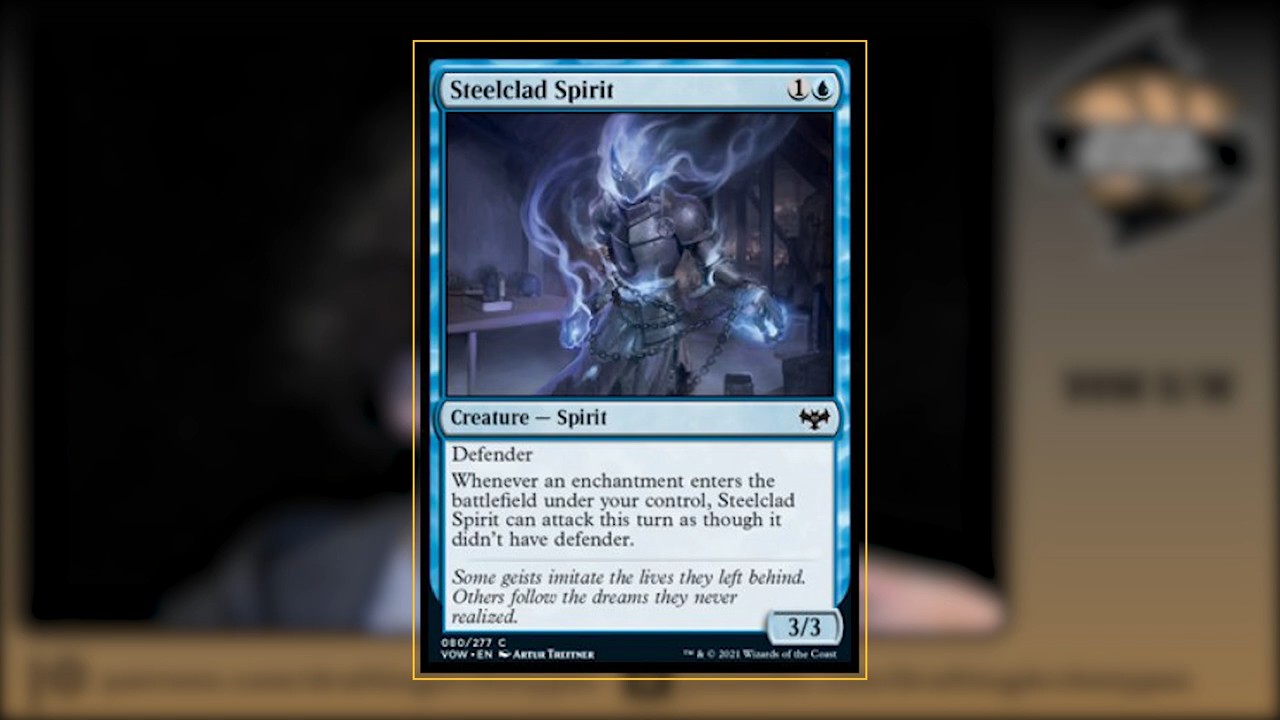 Steelclad Spirit 1
Creature — Spirit
Defender
Whenever an enchantment enters the
battlefield under your control, Steelclad
Spirit can attack this turn as though it
didn't have defender.
Some geists imitate the lives they left behind.
Others follow the dreams they never
realized.
3/3
080/277 C
VOW • EN Artur Treffner
™ & © 2021 Wizards of the Coast